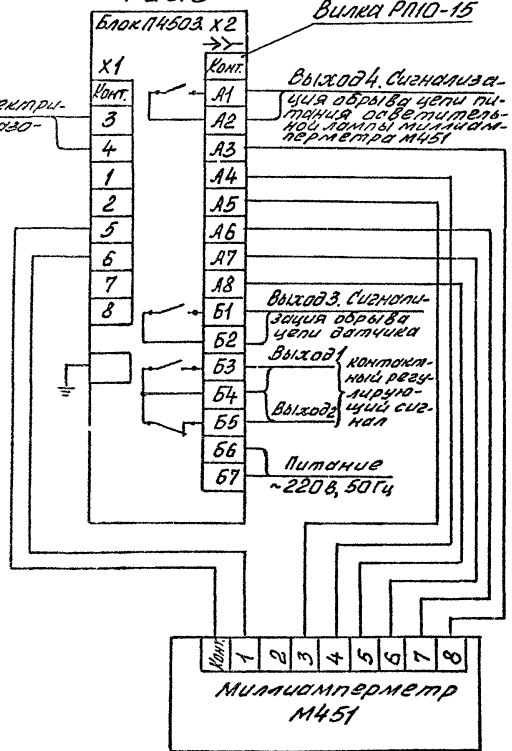 Блок П4503 X2
Вилка РП10-15
X1
Конт.
3
4
1
2
5
6
7
8
Конт.
А1
А2
А3
А4
А5
А6
А7
А8
Б1
Б2
Б3
Б4
Б5
Б6
Б7
Выход 4. Сигнализа-
ция обрыва цепи пи-
тания осветитель-
ной лампы миллиам-
перметра М451
Выход 3. Сигнали-
зация обрыва
цепи датчика
Выход 1
Выход 2
контакт-
ный регу-
лирую-
щий сиг-
нал
Питание
~220 В, 50 Гц
Конт.
1
2
3
4
5
6
7
8
Миллиамперметр
М451